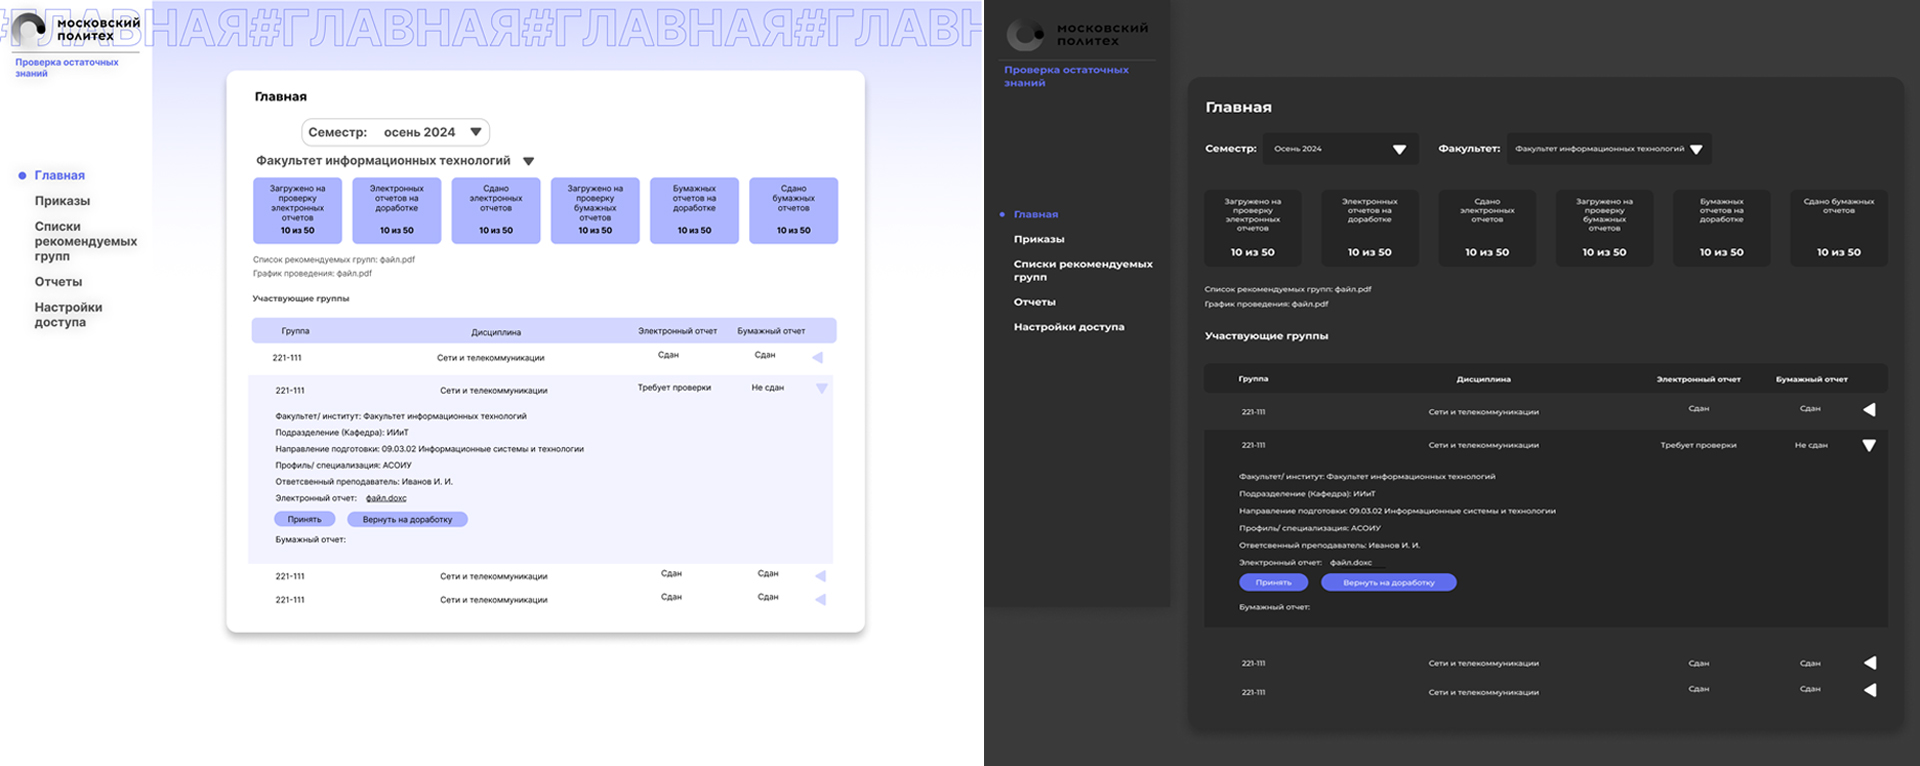 #ГЛАВНАЯ#ГЛАВНАЯ#ГЛАВНАЯ#ГЛАВН
московский
политех
Проверка остаточных
знаний
Главная
Приказы
Списки
рекомендуемых
групп
Отчеты
Настройки
доступа
Главная
Семестр: осень 2024
Факультет информационных технологий
Загружено на
проверку
электронных
отчетов
10 из 50
Электронных
отчетов на
доработке
10 из 50
Сдано
электронных
отчетов
10 из 50
Загружено на
проверку
бумажных
отчетов
10 из 50
Бумажных
отчетов на
доработке
10 из 50
Сдано
бумажных
отчетов
10 из 50
Список рекомендуемых групп: файл.pdf
График проведения: файл.pdf
Участвующие группы
Группа Дисциплина Электронный отчет Бумажный отчет
221-111 Сети и телекоммуникации Сдан Сдан
221-111 Сети и телекоммуникации Требует проверки Не сдан
Факультет/ институт: Факультет информационных технологий
Подразделение (Кафедра): ИИиТ
Направление подготовки: 09.03.02 Информационные системы и технологии
Профиль/ специализация: АСОИУ
Ответсвенный преподаватель: Иванов И. И.
Электронный отчет: файл.doxc
Принять Вернуть на доработку
Бумажный отчет:
221-111 Сети и телекоммуникации Сдан Сдан
221-111 Сети и телекоммуникации Сдан Сдан
московский
политех
Проверка остаточных
знаний
Главная
Приказы
Списки рекомендуемых
групп
Отчеты
Настройки доступа
Главная
Семестр: Осень 2024 Факультет: Факультет информационных технологий
Загружено на
проверку
электронных
отчетов
10 из 50
Электронных
отчетов на
доработке
10 из 50
Сдано
электронных
отчетов
10 из 50
Загружено на
проверку
бумажных
отчетов
10 из 50
Бумажных
отчетов на
доработке
10 из 50
Сдано бумажных
отчетов
10 из 50
Список рекомендуемых групп: файл.pdf
График проведения: файл.pdf
Участвующие группы
Группа Дисциплина Электронный отчет Бумажный отчет
221-111 Сети и телекоммуникации Сдан Сдан
221-111 Сети и телекоммуникации Требует проверки Не сдан
Факультет/ институт: Факультет информационных технологий
Подразделение (Кафедра): ИИиТ
Направление подготовки: 09.03.02 Информационные системы и технологии
Профиль/ специализация: АСОИУ
Ответсвенный преподаватель: Иванов И. И.
Электронный отчет: файл.doxc
Принять Вернуть на доработку
Бумажный отчет:
221-111 Сети и телекоммуникации Сдан Сдан
221-111 Сети и телекоммуникации Сдан Сдан